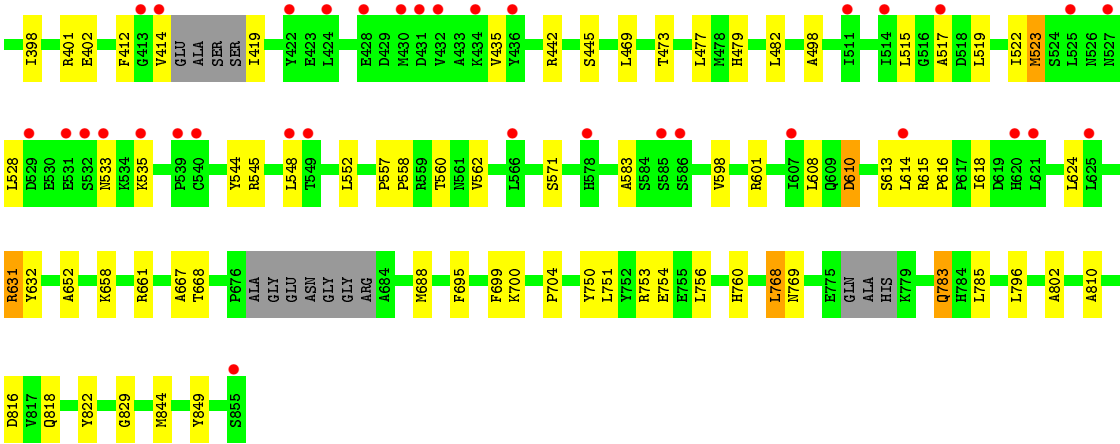 I398 R401 E402 F412 G413 V414 GLU ALA SER SER I419 Y422 E423 L424 E428 D429 M430 D431 V432 A433 K434 V435 Y436 R442 S445 L469 T473 L477 M478 H479 L482 A498 I511 I514 L515 G516 A517 D518 L519 I522 M523 S524 L525 N526 N527
L528 D529 E530 E531 S532 N533 K534 K535 P539 C540 Y544 R545 L548 T549 L552 P557 P558 R559 T560 N561 V562 L566 S571 H578 A583 S584 S585 S586 V598 R601 I607 L608 Q609 D610 S613 L614 R615 P616 P617 I618 D619 H620 L621 L624 L625
R631 Y632 A652 K658 R661 A667 T668 P676 ALA GLY GLU ASN GLY GLY ARG A684 M688 F695 F699 K700 P704 Y750 L751 Y752 R753 E754 E755 L756 H760 L768 N769 E775 GLN ALA HIS K779 Q783 H784 L785 L796 A802 A810
D816 V817 Q818 Y822 G829 M844 Y849 S855